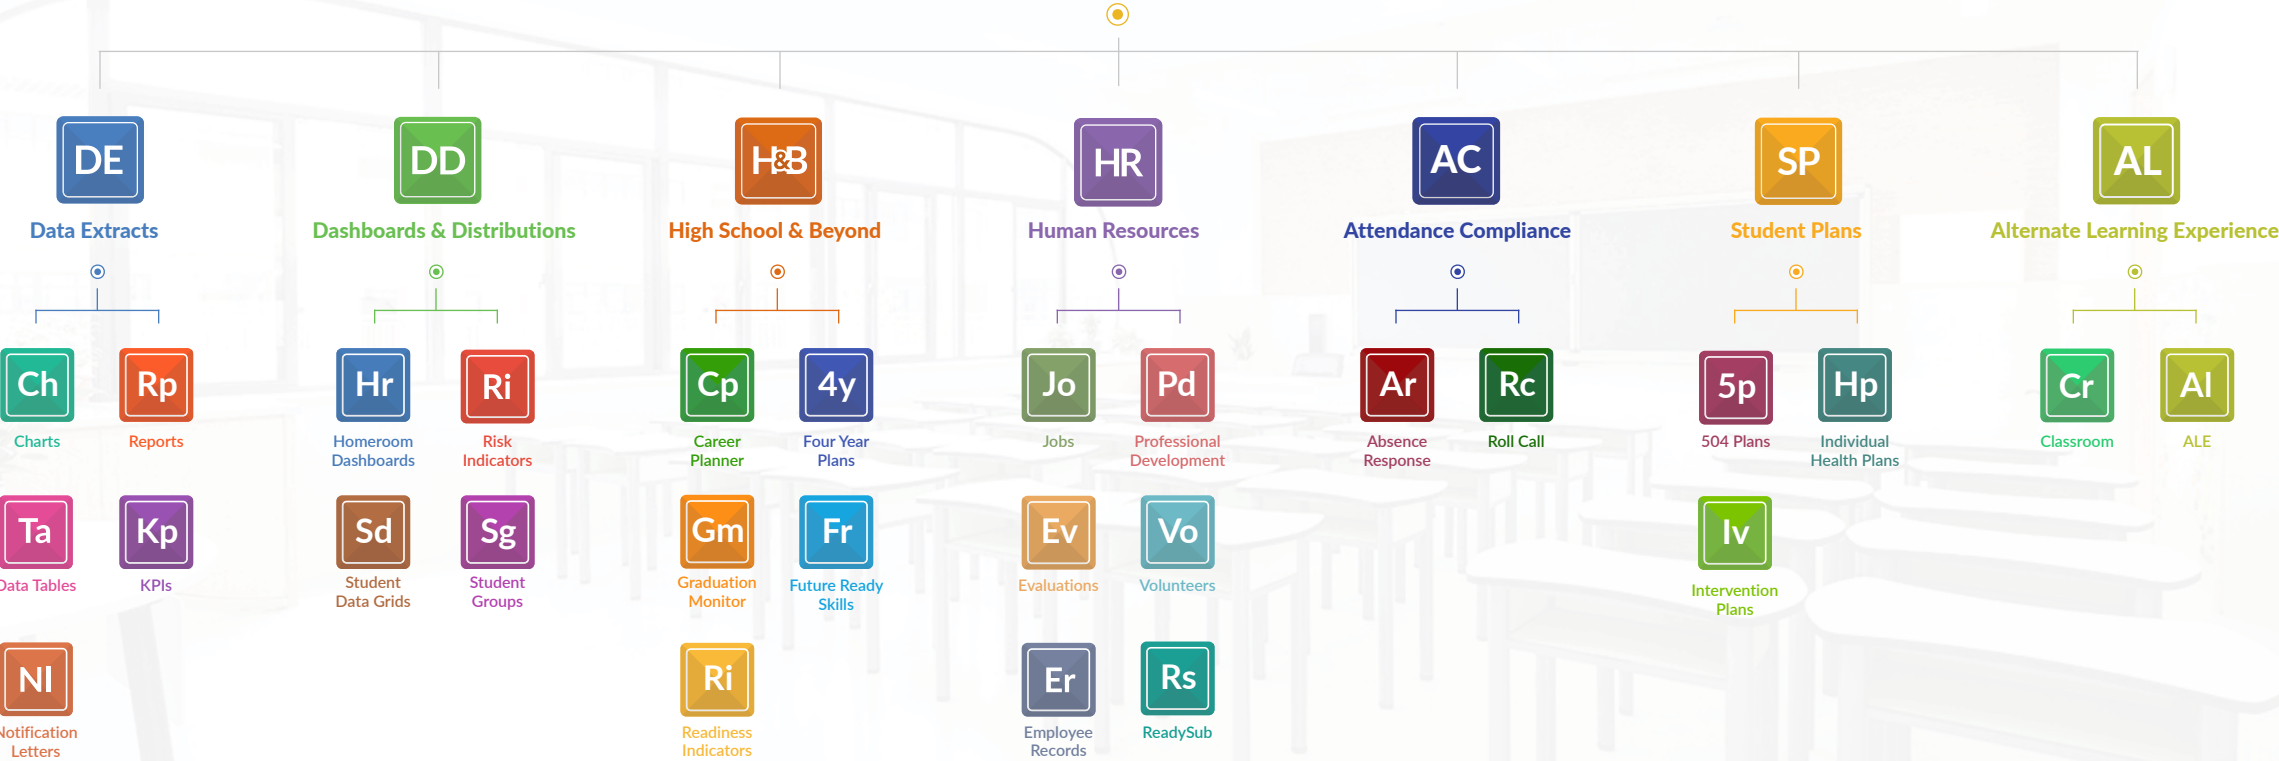 DE
DD
H&B
HR
AC
SP
AL
Data Extracts
Dashboards & Distributions
High School & Beyond
Human Resources
Attendance Compliance
Student Plans
Alternate Learning Experience
Ch
Rp
Charts
Reports
Ta
Kp
Data Tables
KPIs
Nl
Notification
Letters
Hr
Ri
Homeroom
Dashboards
Risk
Indicators
Sd
Sg
Student
Data Grids
Student
Groups
Cp
4y
Career
Planner
Four Year
Plans
Gm
Fr
Graduation
Monitor
Future Ready
Skills
Ri
Readiness
Indicators
Jo
Pd
Jobs
Professional
Development
Ev
Vo
Evaluations
Volunteers
Er
Rs
Employee
Records
ReadySub
Ar
Rc
Absence
Response
Roll Call
5p
Hp
504 Plans
Individual
Health Plans
Iv
Intervention
Plans
Cr
Al
Classroom
ALE